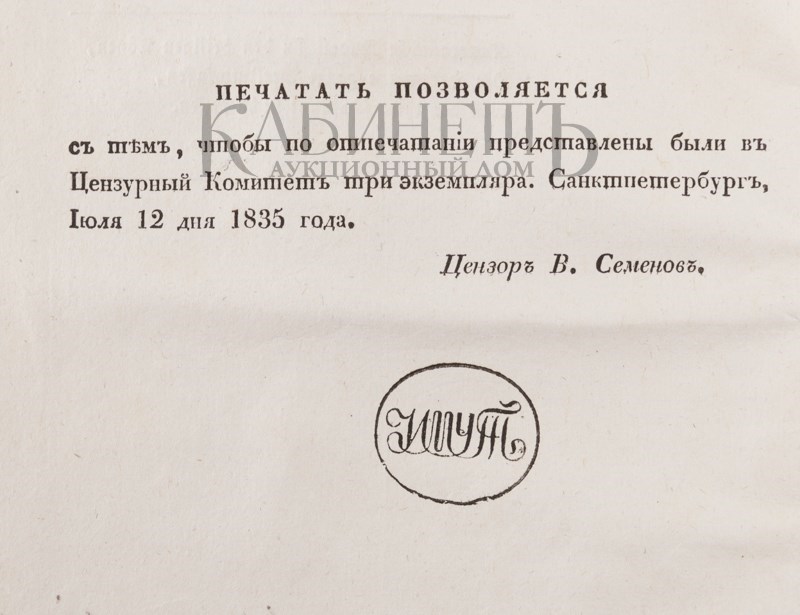 ПЕЧАТАТЬ ПОЗВОЛЯЕТСЯ
КАБИНЕТЪ
АУКЦИОННЫЙ ДОМ
съ тѣмъ, чтобы по отпечатаніи представлены были въ
Цензурный Комитетъ три экземпляра. Санктпетербургъ,
Іюля 12 дня 1835 года.
Цензоръ В. Семеновъ.